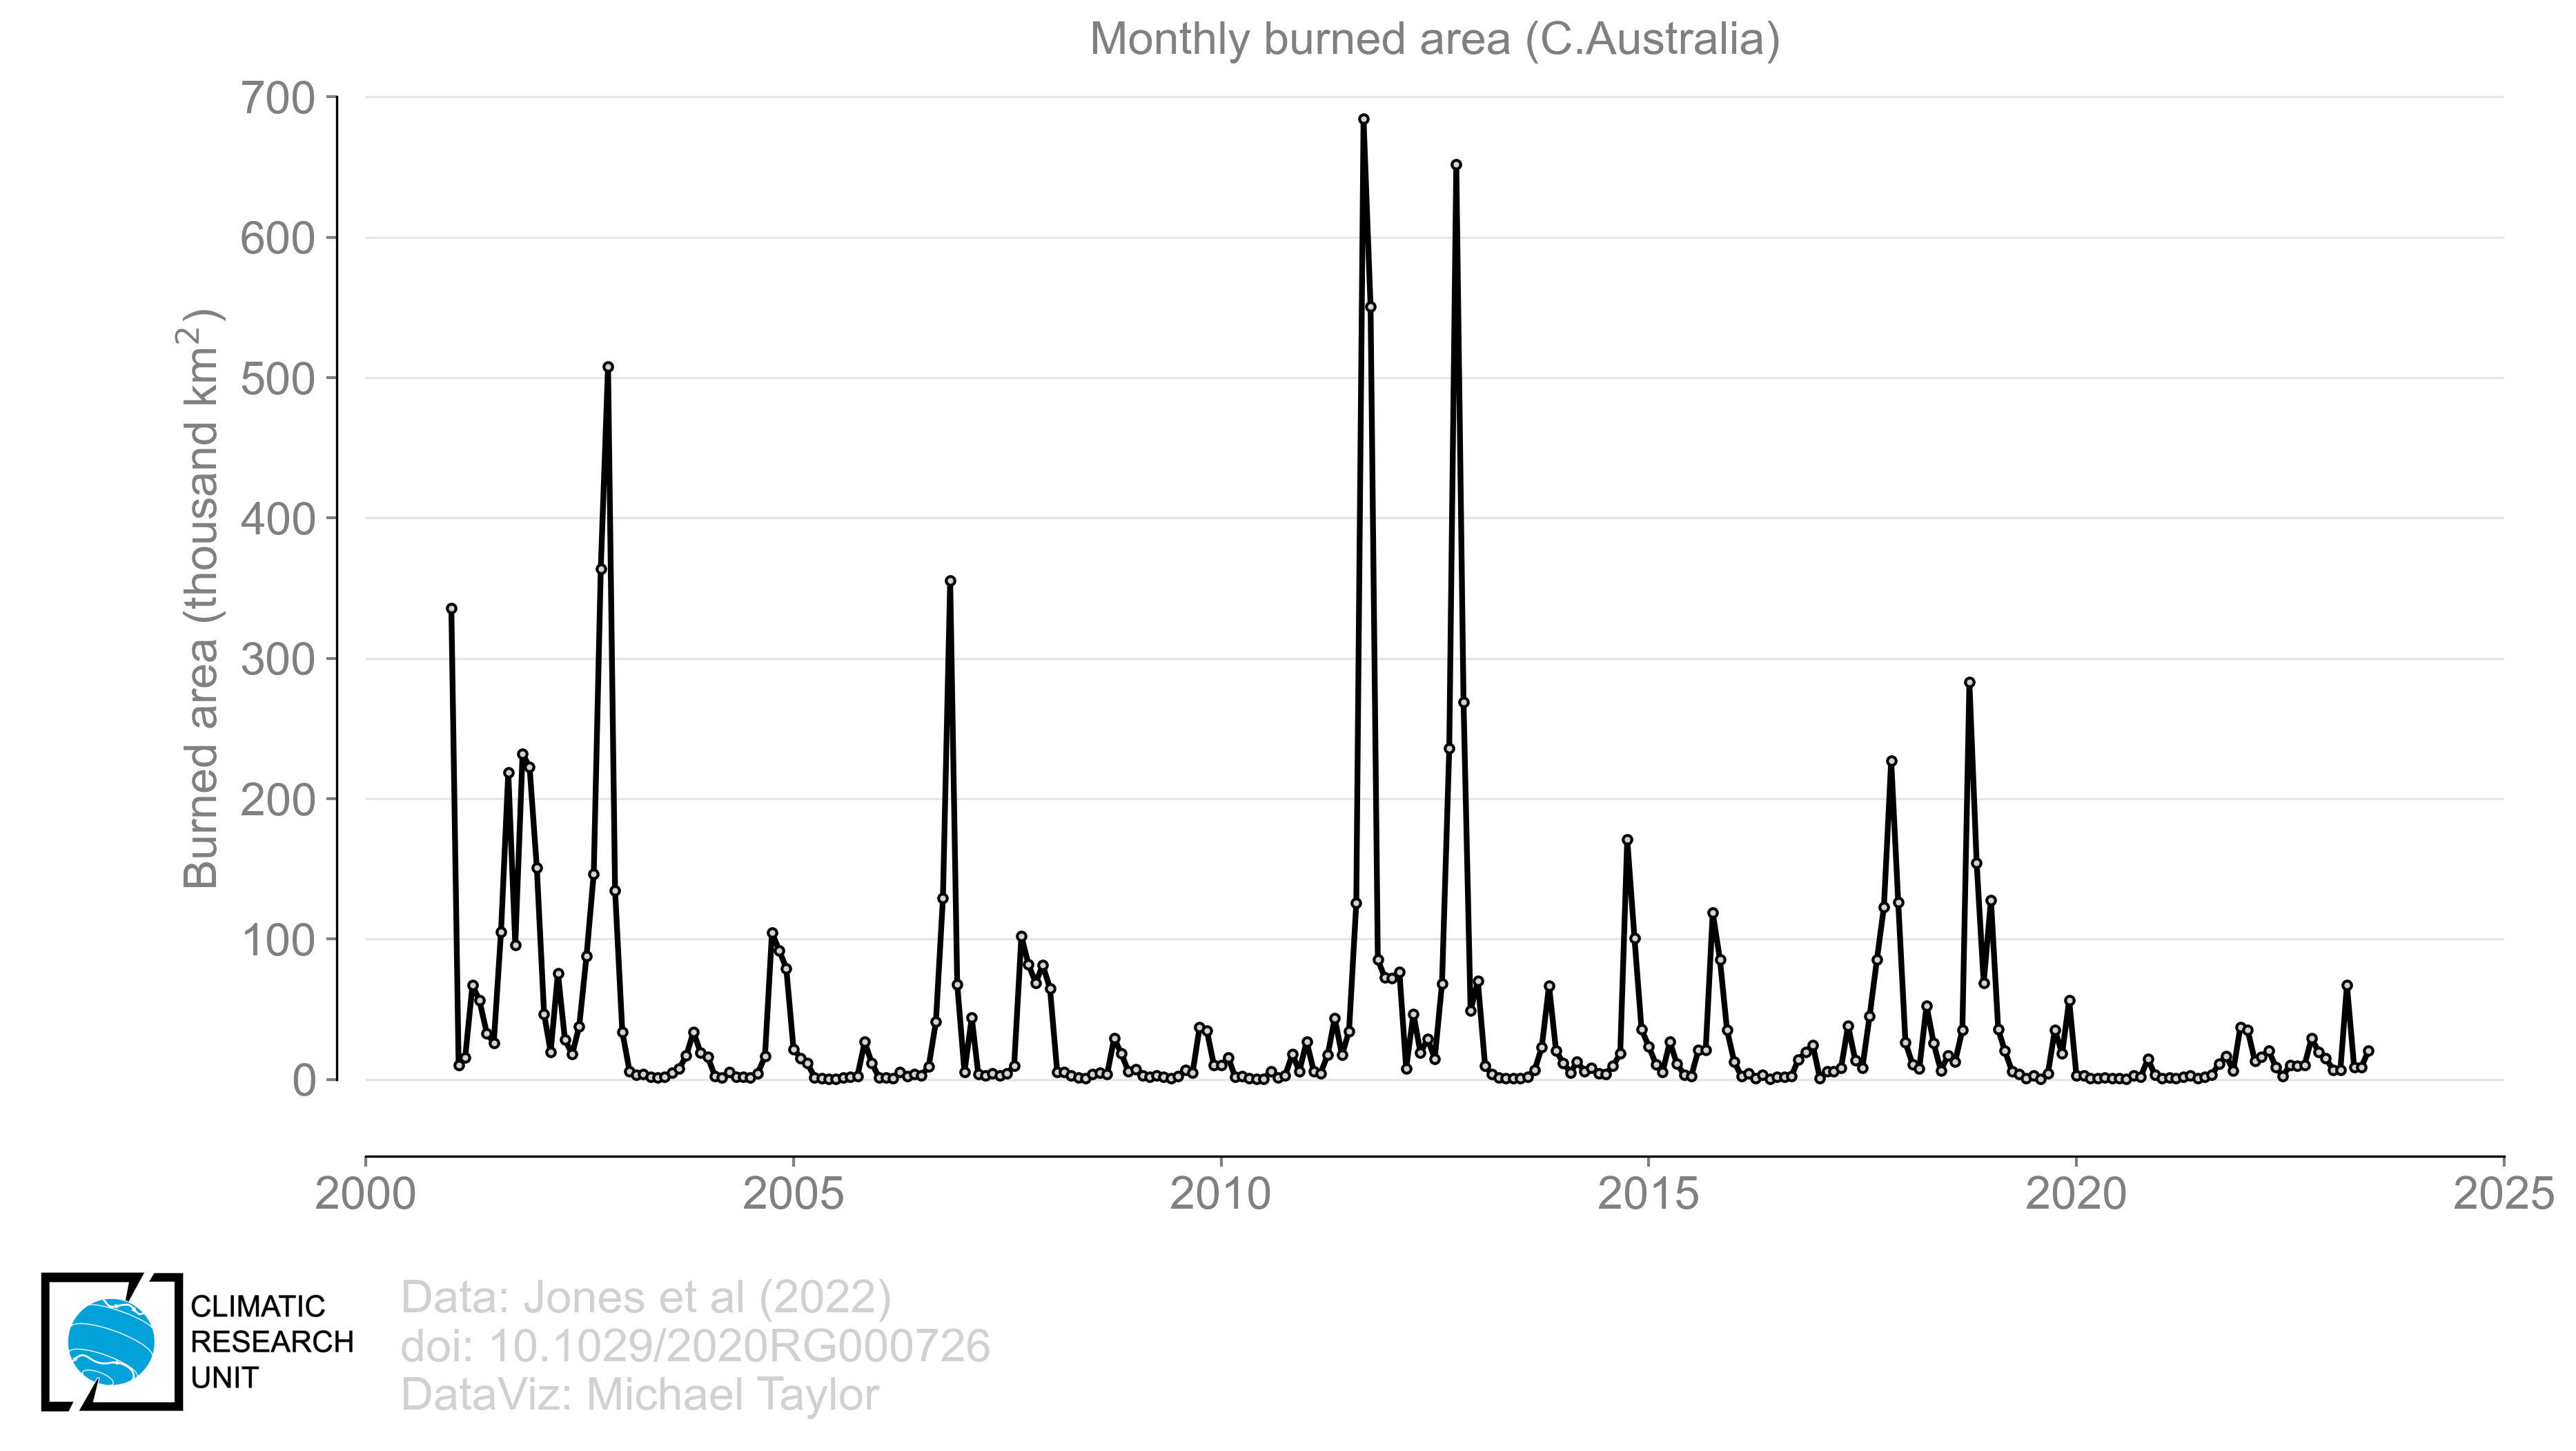 Monthly burned area (C.Australia)
Burned area (thousand km²)
700
600
500
400
300
200
100
0
2000 2005 2010 2015 2020 2025
CLIMATIC
RESEARCH
UNIT
Data: Jones et al (2022)
doi: 10.1029/2020RG000726
DataViz: Michael Taylor